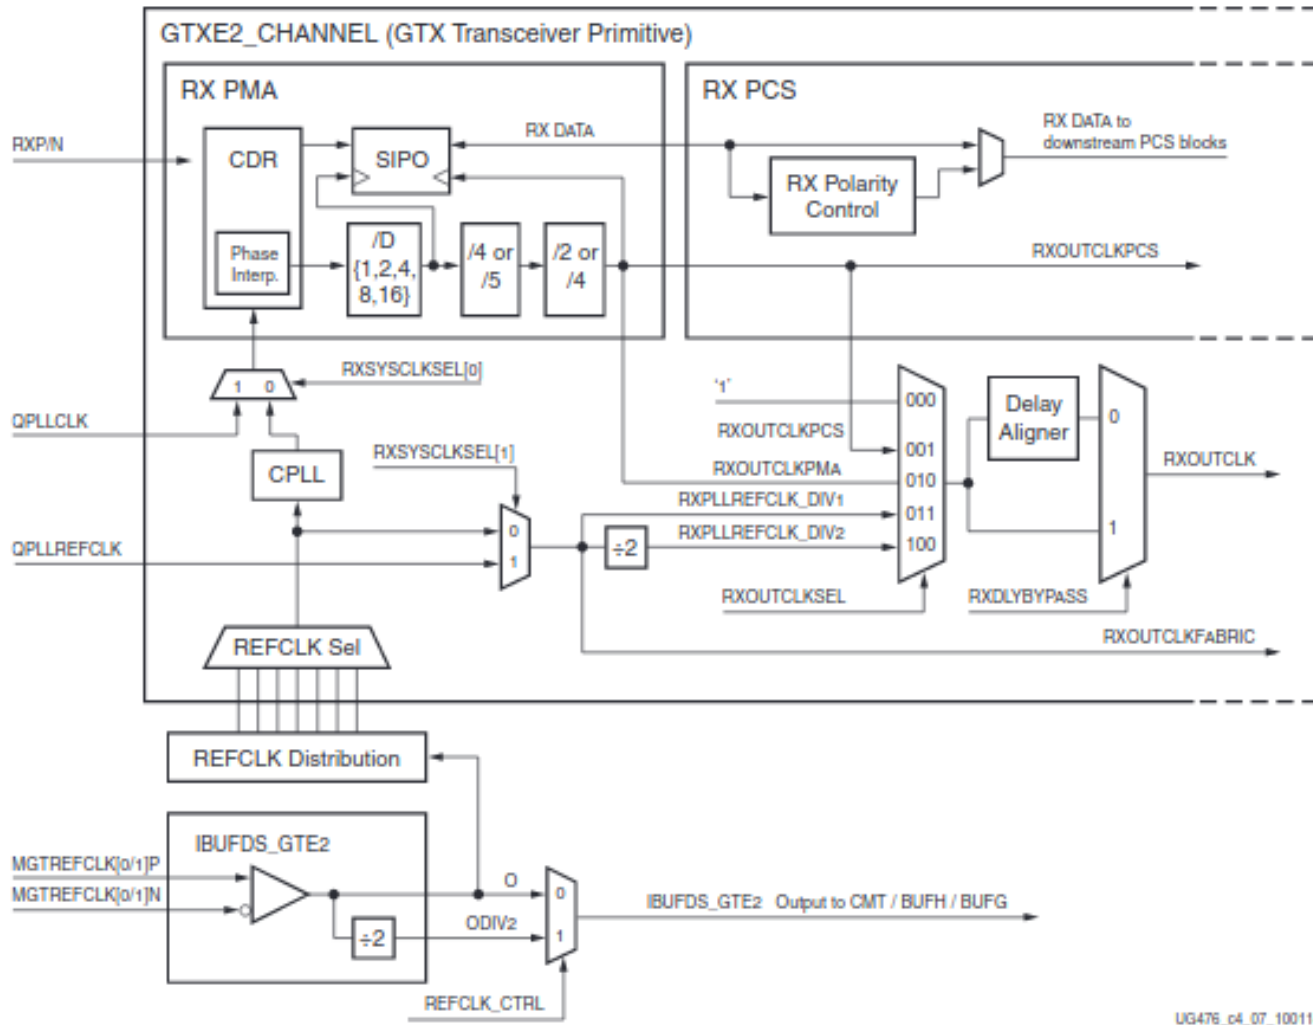 GTXE2_CHANNEL (GTX Transceiver Primitive)
RX PMA
RX PCS
RXP/N
CDR
SIPO
RX DATA
RX DATA to
downstream PCS blocks
RX Polarity
Control
Phase
Interp.
/D
{1,2,4,
8,16}
/4 or
/5
/2 or
/4
RXOUTCLKPCS
1 0
RXSYSCLKSEL[0]
QPLLCLK
CPLL
RXSYSCLKSEL[1]
QPLLREFCLK
0
1
÷2
'1'
RXOUTCLKPCS
RXOUTCLKPMA
RXPLLREFCLK_DIV1
RXPLLREFCLK_DIV2
000
001
010
011
100
Delay
Aligner
0
1
RXOUTCLK
RXOUTCLKSEL
RXDLYBYPASS
RXOUTCLKFABRIC
REFCLK Sel
REFCLK Distribution
IBUFDS_GTE2
MGTREFCLK[0/1]P
MGTREFCLK[0/1]N
÷2
O
ODIV2
0
1
IBUFDS_GTE2 Output to CMT / BUFH / BUFG
REFCLK_CTRL
UG476_c4_07_10011